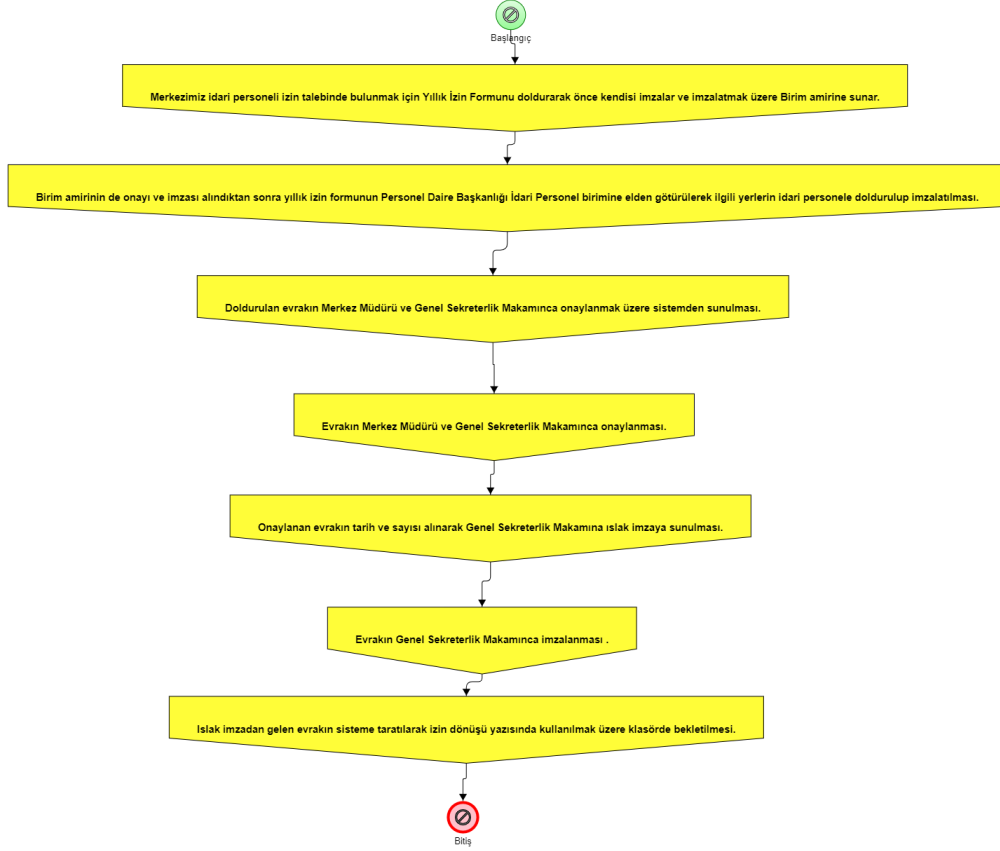 Başlangıç
Merkezimiz idari personeli izin talebinde bulunmak için Yıllık İzin Formunu doldurarak önce kendisi imzalar ve imzalatmak üzere Birim amirine sunar.
Birim amirinin de onayı ve imzası alındıktan sonra yıllık izin formunun Personel Daire Başkanlığı İdari Personel birimine elden götürülerek ilgili yerlerin idari personele doldurulup imzalatılması.
Doldurulan evrakın Merkez Müdürü ve Genel Sekreterlik Makamınca onaylanmak üzere sistemden sunulması.
Evrakın Merkez Müdürü ve Genel Sekreterlik Makamınca onaylanması.
Onaylanan evrakın tarih ve sayısı alınarak Genel Sekreterlik Makamına ıslak imzaya sunulması.
Evrakın Genel Sekreterlik Makamınca imzalanması .
Islak imzadan gelen evrakın sisteme taratılarak izin dönüşü yazısında kullanılmak üzere klasörde bekletilmesi.
Bitiş